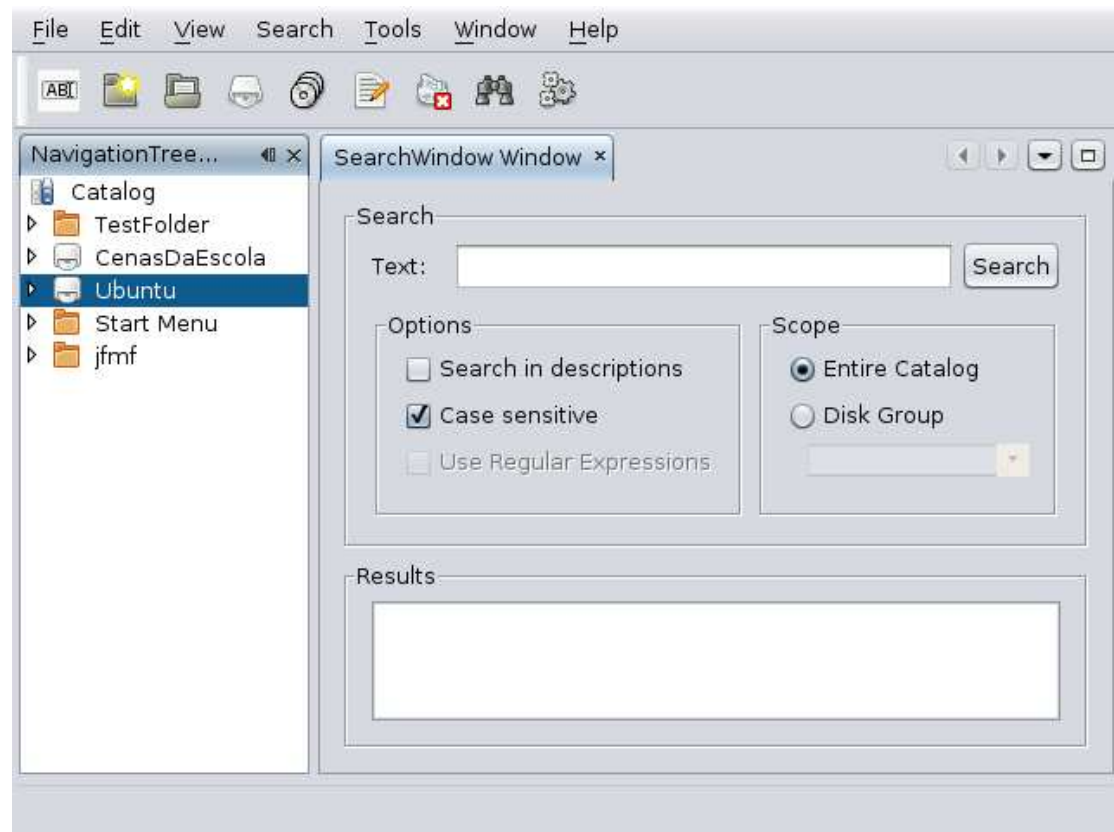 File Edit View Search Tools Window Help
ABI
NavigationTree...
Catalog
TestFolder
CenasDaEscola
Ubuntu
Start Menu
jfmf
SearchWindow Window
Search
Text:
Search
Options
Search in descriptions
Case sensitive
Use Regular Expressions
Scope
Entire Catalog
Disk Group
Results